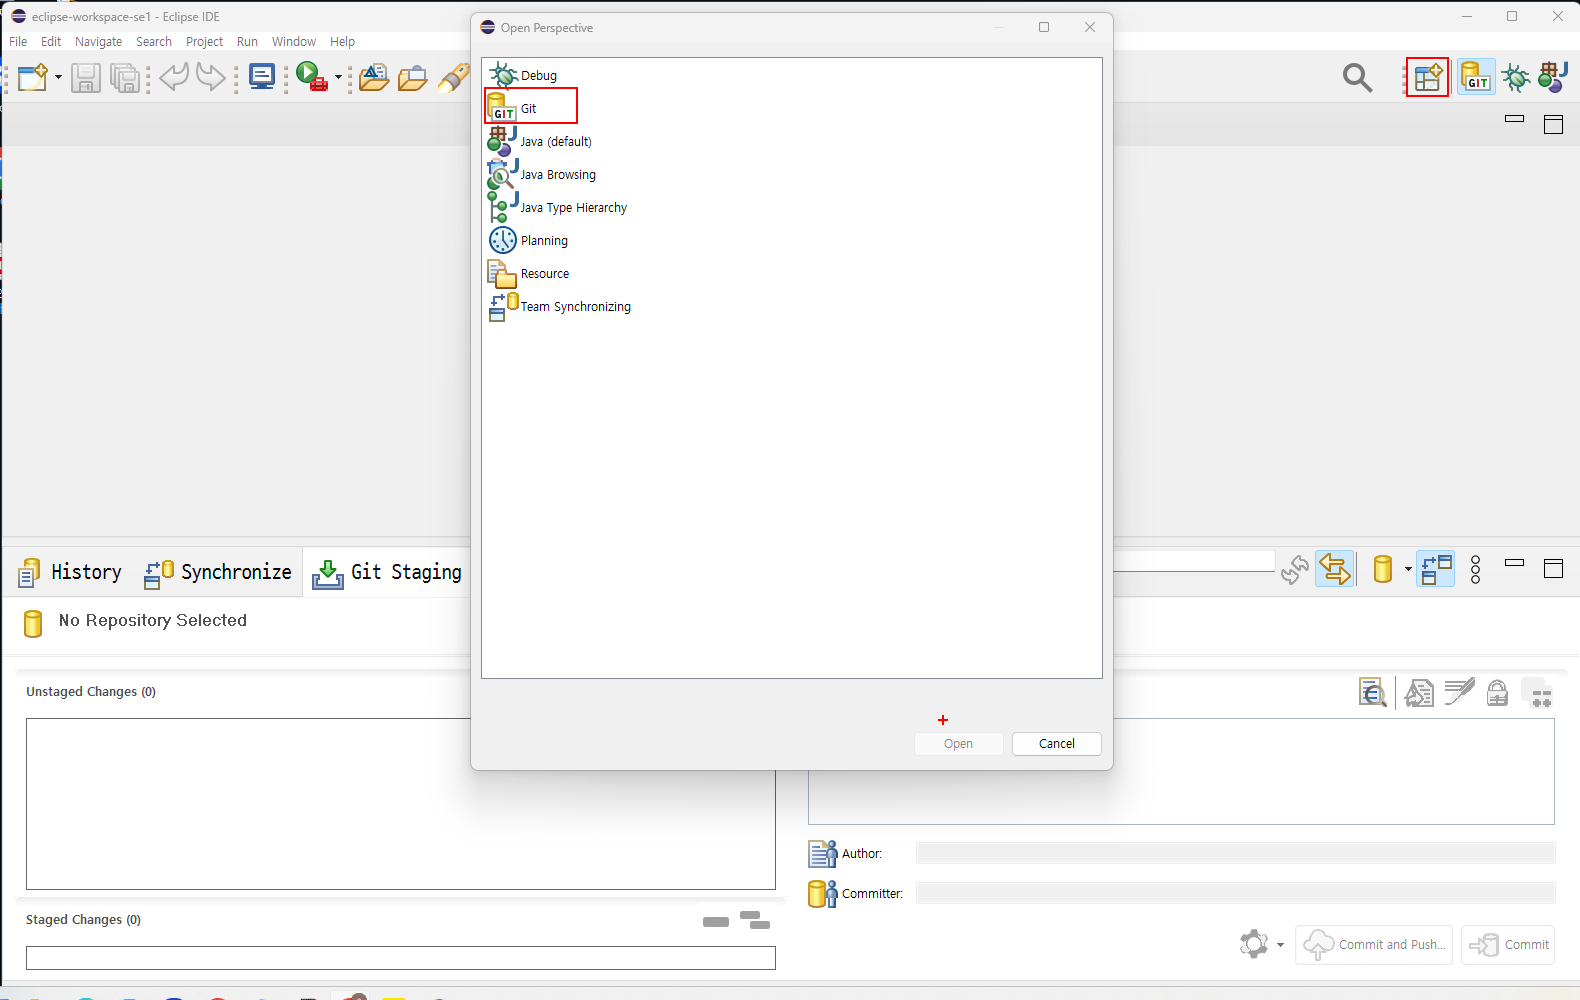 eclipse-workspace-se1 - Eclipse IDE
File Edit Navigate Search Project Run Window Help
Open Perspective
Debug
GIT Git
Java (default)
Java Browsing
Java Type Hierarchy
Planning
Resource
Team Synchronizing
Open Cancel
GIT
History Synchronize Git Staging
No Repository Selected
Unstaged Changes (0)
Staged Changes (0)
Author:
Committer:
Commit and Push... Commit